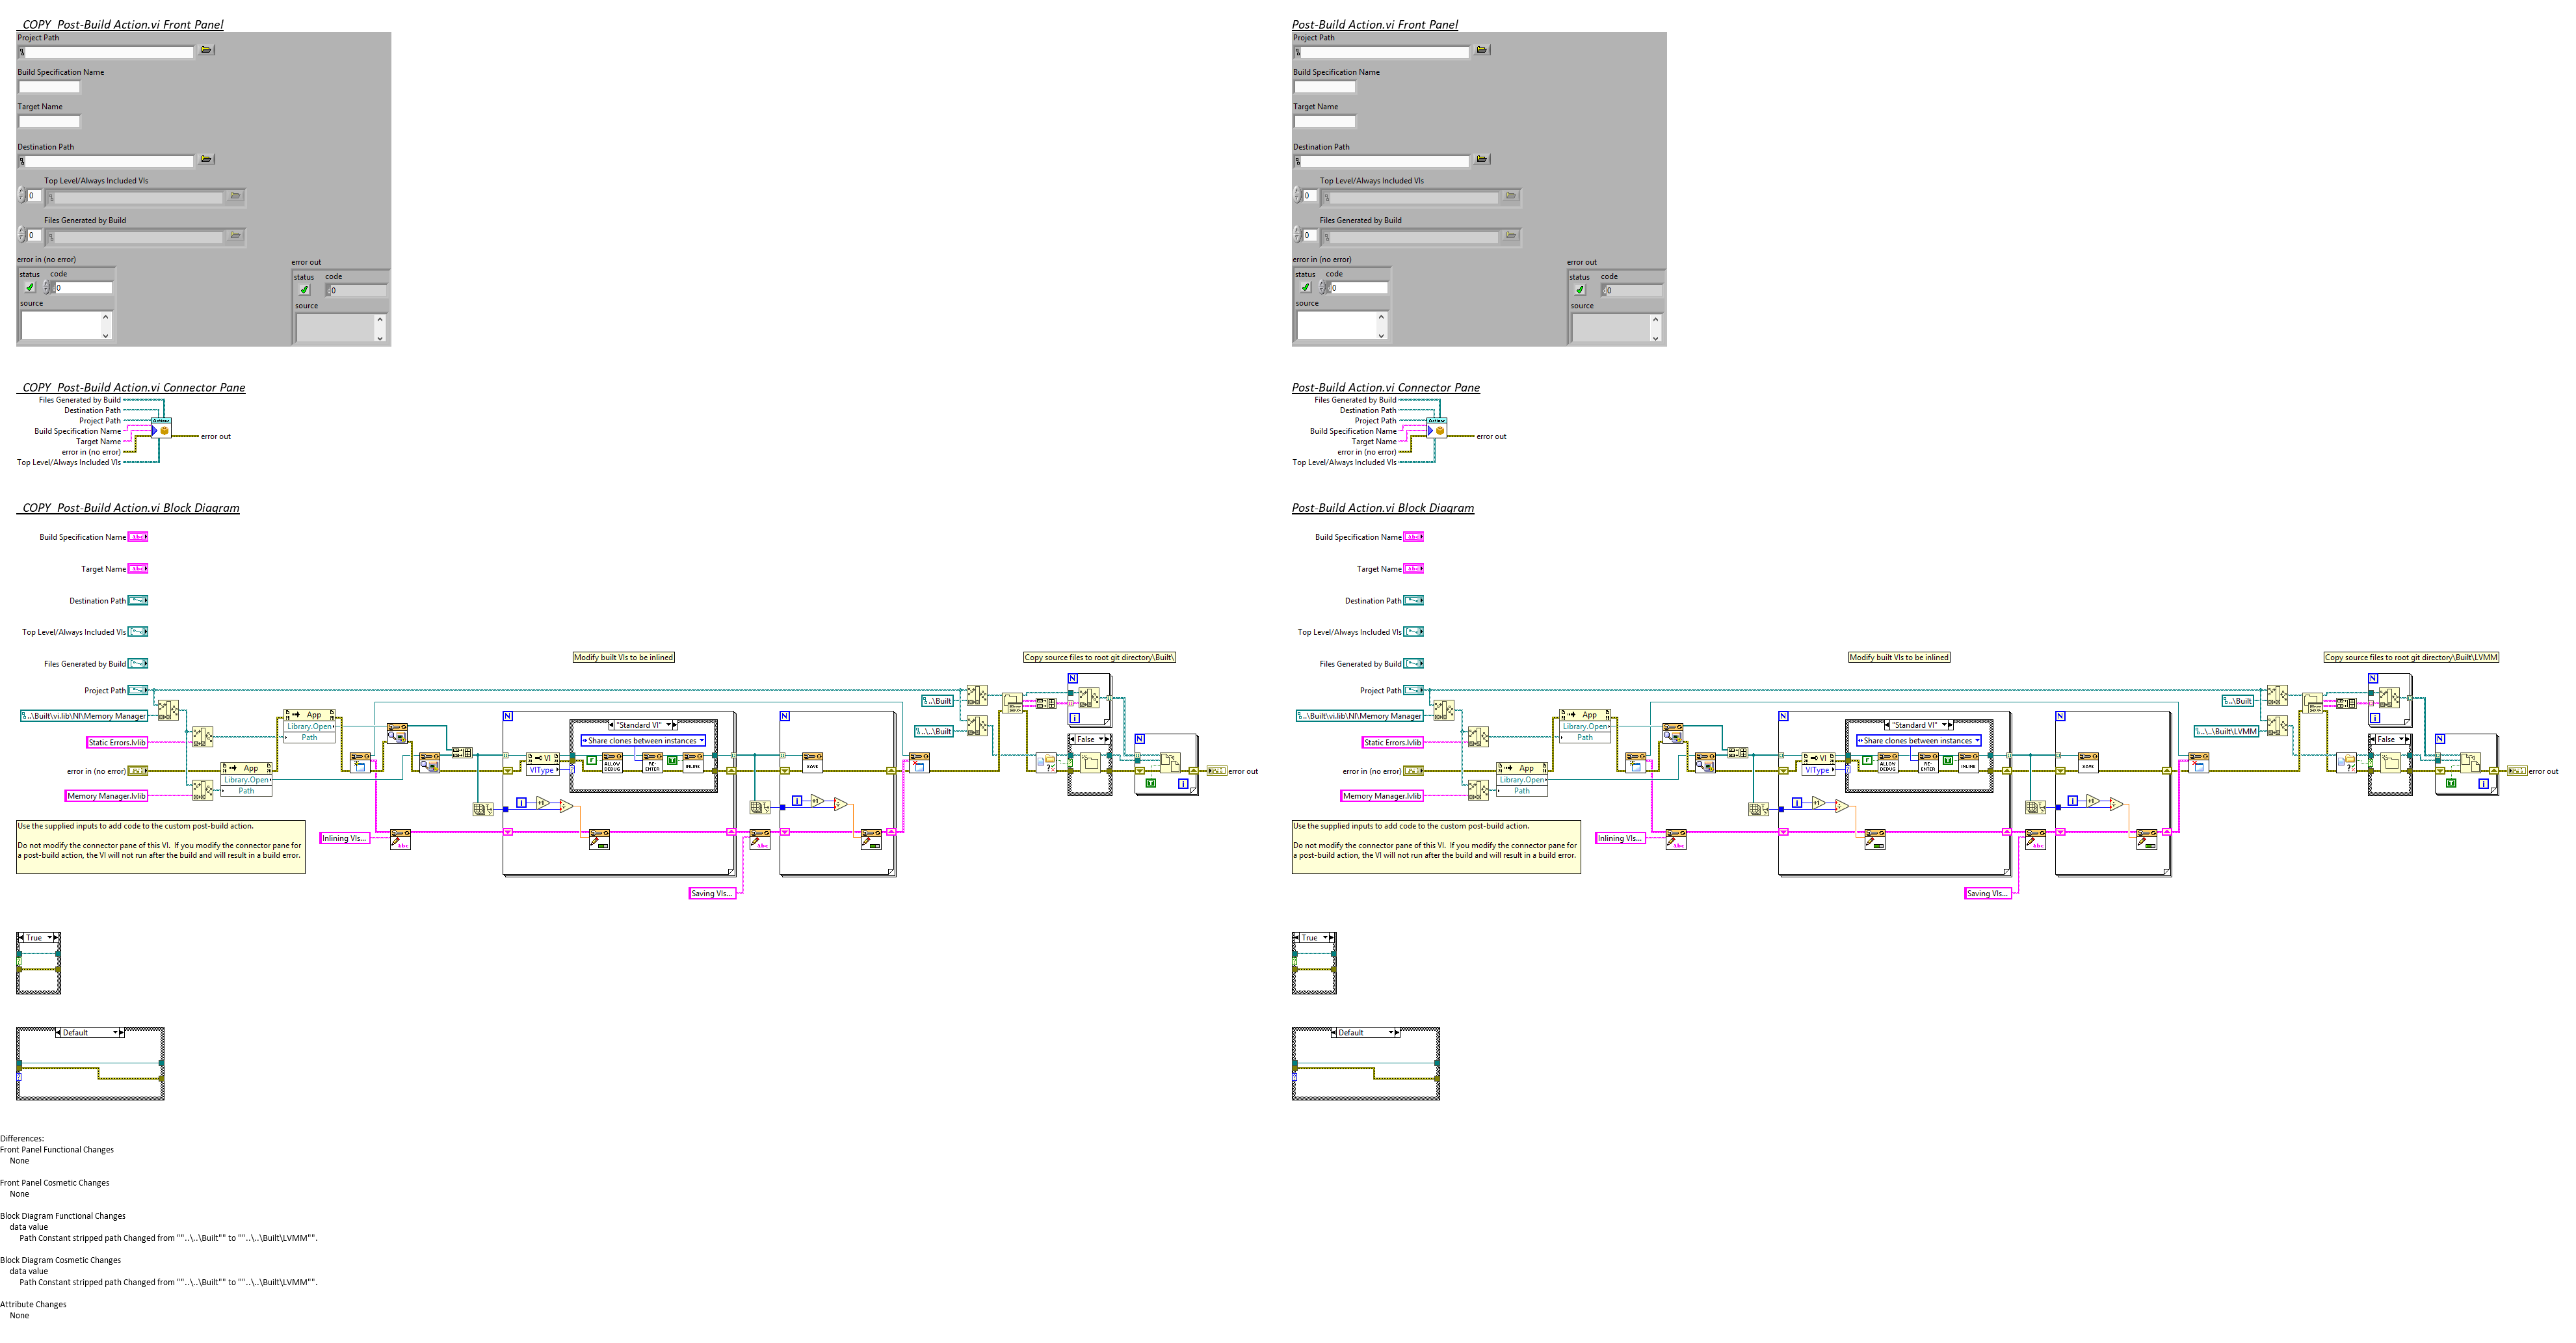 _COPY_Post-Build Action.vi Front Panel
Project Path
Build Specification Name
Target Name
Destination Path
Top Level/Always Included VIs
0
Files Generated by Build
0
error in (no error)
status code
0
source
error out
status code
0
source
_COPY_Post-Build Action.vi Connector Pane
Files Generated by Build
Destination Path
Project Path
Build Specification Name
Target Name
error in (no error)
Top Level/Always Included VIs
error out
_COPY_Post-Build Action.vi Block Diagram
Build Specification Name
Target Name
Destination Path
Top Level/Always Included VIs
Files Generated by Build
Project Path
..\Built\vi.lib\NI\Memory Manager
Static Errors.lvlib
error in (no error)
Memory Manager.lvlib
App
Library.Open
Path
App
Library.Open
Path
Modify built VIs to be inlined
N
VI
VIType
"Standard VI"
Share clones between instances
ALLOW DEBUG
RE-ENTER
INLINE
i
N
SAVE
i
Inlining VIs...
Saving VIs...
Copy source files to root git directory\Built\
..\Built
..\..\Built
N
i
False
N
i
error out
Use the supplied inputs to add code to the custom post-build action.
Do not modify the connector pane of this VI. If you modify the connector pane for
a post-build action, the VI will not run after the build and will result in a build error.
True
Default
Differences:
Front Panel Functional Changes
None
Front Panel Cosmetic Changes
None
Block Diagram Functional Changes
data value
Path Constant stripped path Changed from ""..\..\Built"" to ""..\..\Built\LVMM"".
Block Diagram Cosmetic Changes
data value
Path Constant stripped path Changed from ""..\..\Built"" to ""..\..\Built\LVMM"".
Attribute Changes
None
Post-Build Action.vi Front Panel
Project Path
Build Specification Name
Target Name
Destination Path
Top Level/Always Included VIs
0
Files Generated by Build
0
error in (no error)
status code
0
source
error out
status code
0
source
Post-Build Action.vi Connector Pane
Files Generated by Build
Destination Path
Project Path
Build Specification Name
Target Name
error in (no error)
Top Level/Always Included VIs
error out
Post-Build Action.vi Block Diagram
Build Specification Name
Target Name
Destination Path
Top Level/Always Included VIs
Files Generated by Build
Project Path
..\Built\vi.lib\NI\Memory Manager
Static Errors.lvlib
error in (no error)
Memory Manager.lvlib
App
Library.Open
Path
App
Library.Open
Path
Modify built VIs to be inlined
N
VI
VIType
"Standard VI"
Share clones between instances
ALLOW DEBUG
RE-ENTER
INLINE
i
N
SAVE
i
Inlining VIs...
Saving VIs...
Copy source files to root git directory\Built\LVMM
..\Built
..\..\Built\LVMM
N
i
False
N
i
error out
Use the supplied inputs to add code to the custom post-build action.
Do not modify the connector pane of this VI. If you modify the connector pane for
a post-build action, the VI will not run after the build and will result in a build error.
True
Default